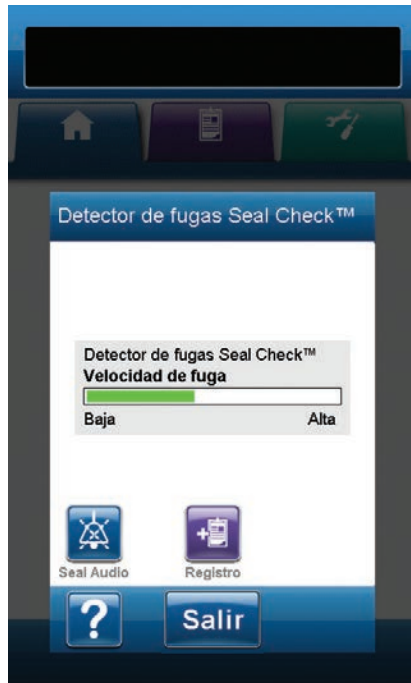 Detector de fugas Seal Check™
Detector de fugas Seal Check™
Velocidad de fuga
Baja Alta
Seal Audio Registro
? Salir